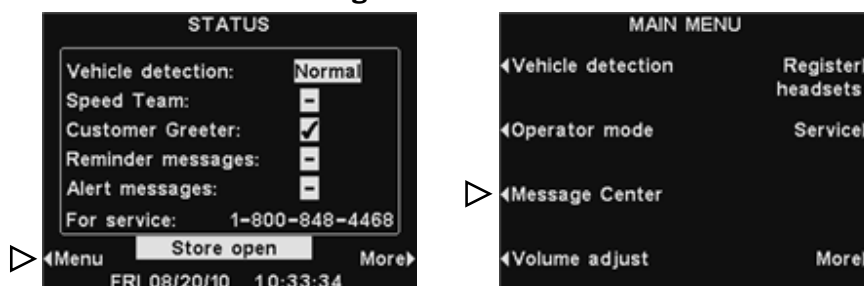 STATUS
Vehicle detection: Normal
Speed Team: -
Customer Greeter: ✓
Reminder messages: -
Alert messages: -
For service: 1-800-848-4468
Store open
Menu More
FRI 08/20/10 10:33:34
MAIN MENU
Vehicle detection Register
headsets
Operator mode Service
Message Center
Volume adjust More